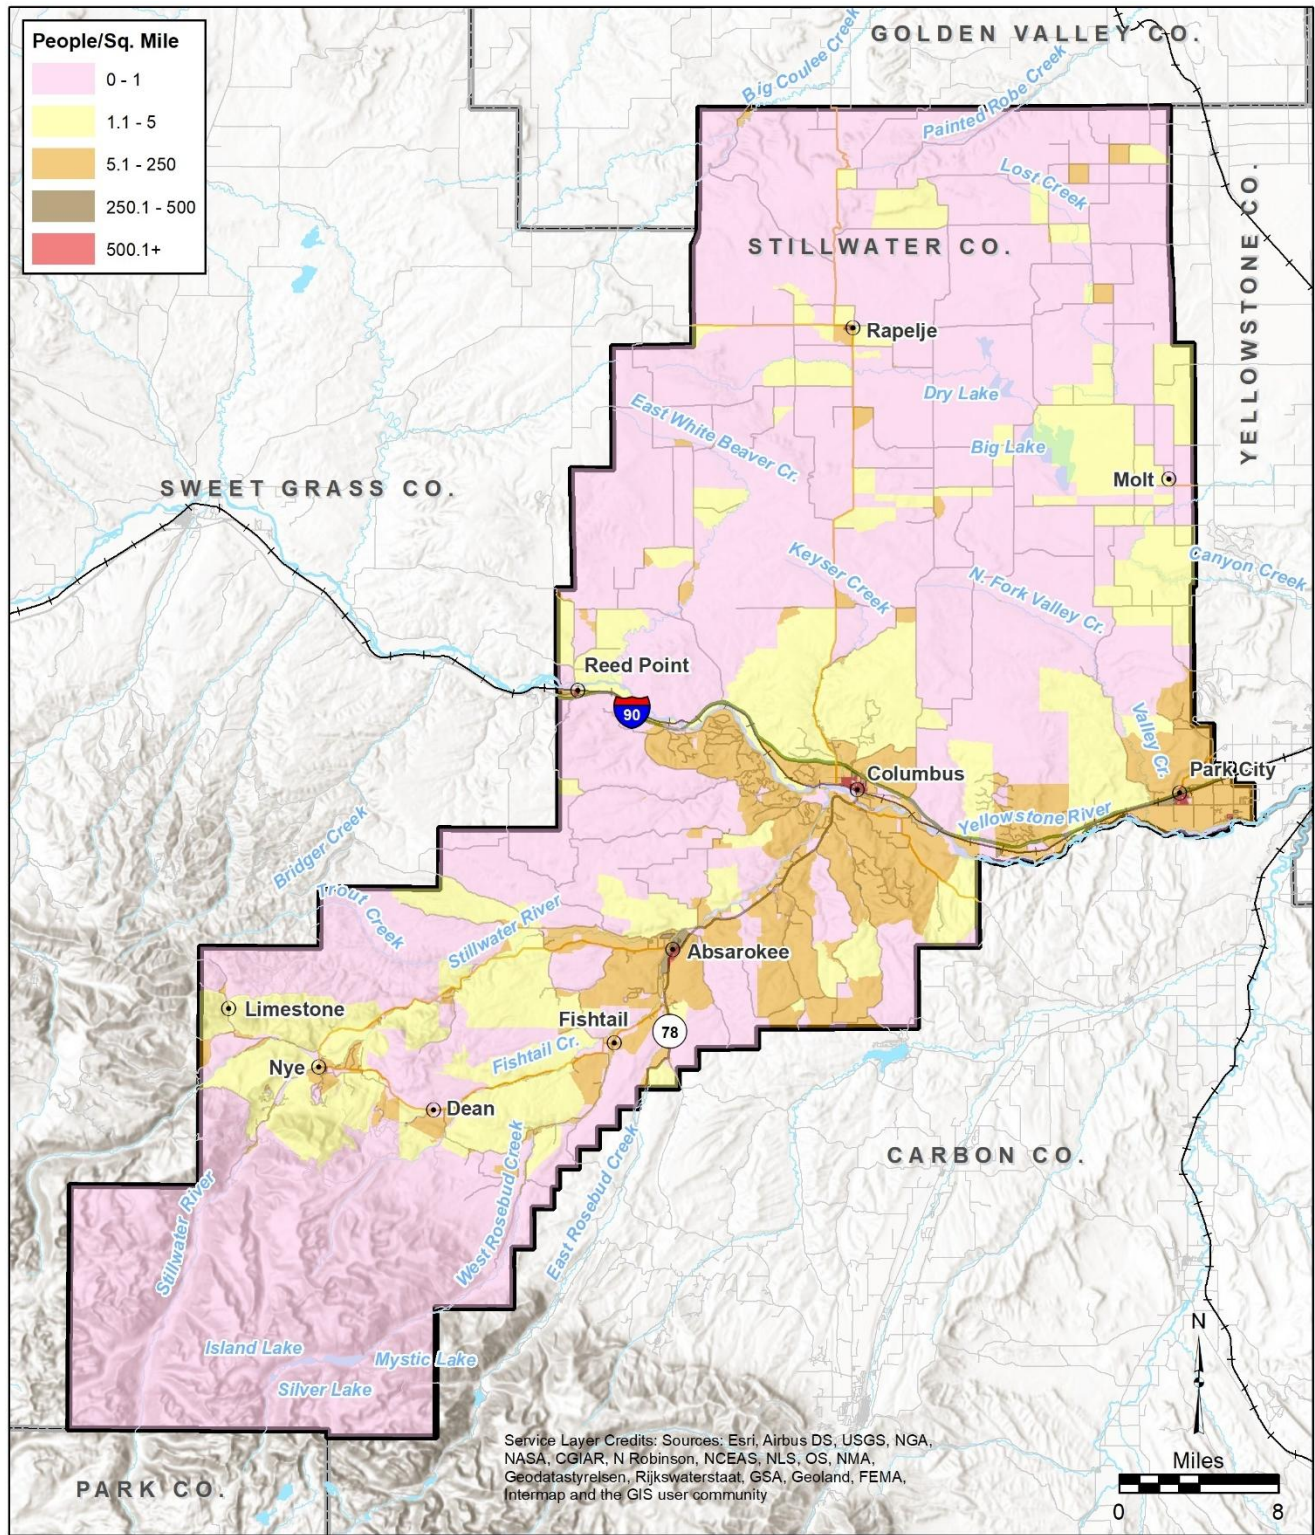 People/Sq. Mile
0 - 1
1.1 - 5
5.1 - 250
250.1 - 500
500.1+
GOLDEN VALLEY CO.
Big Coulee Creek
Painted Robe Creek
Lost Creek
STILLWATER CO.
YELLOWSTONE CO.
Rapelje
Dry Lake
East White Beaver Cr.
Big Lake
Molt
SWEET GRASS CO.
Keyser Creek
N. Fork Valley Cr.
Canyon Creek
Reed Point
90
Valley Cr.
Columbus
Park City
Yellowstone River
Bridger Creek
Trout Creek
Stillwater River
Absarokee
Limestone
Fishtail
78
Nye
Fishtail Cr.
Dean
CARBON CO.
Stillwater River
West Rosebud Creek
East Rosebud Creek
Island Lake
Mystic Lake
Silver Lake
N
Service Layer Credits: Sources: Esri, Airbus DS, USGS, NGA,
NASA, CGIAR, N Robinson, NCEAS, NLS, OS, NMA,
Geodatastyrelsen, Rijkswaterstaat, GSA, Geoland, FEMA,
Intermap and the GIS user community
Miles
0 8
PARK CO.